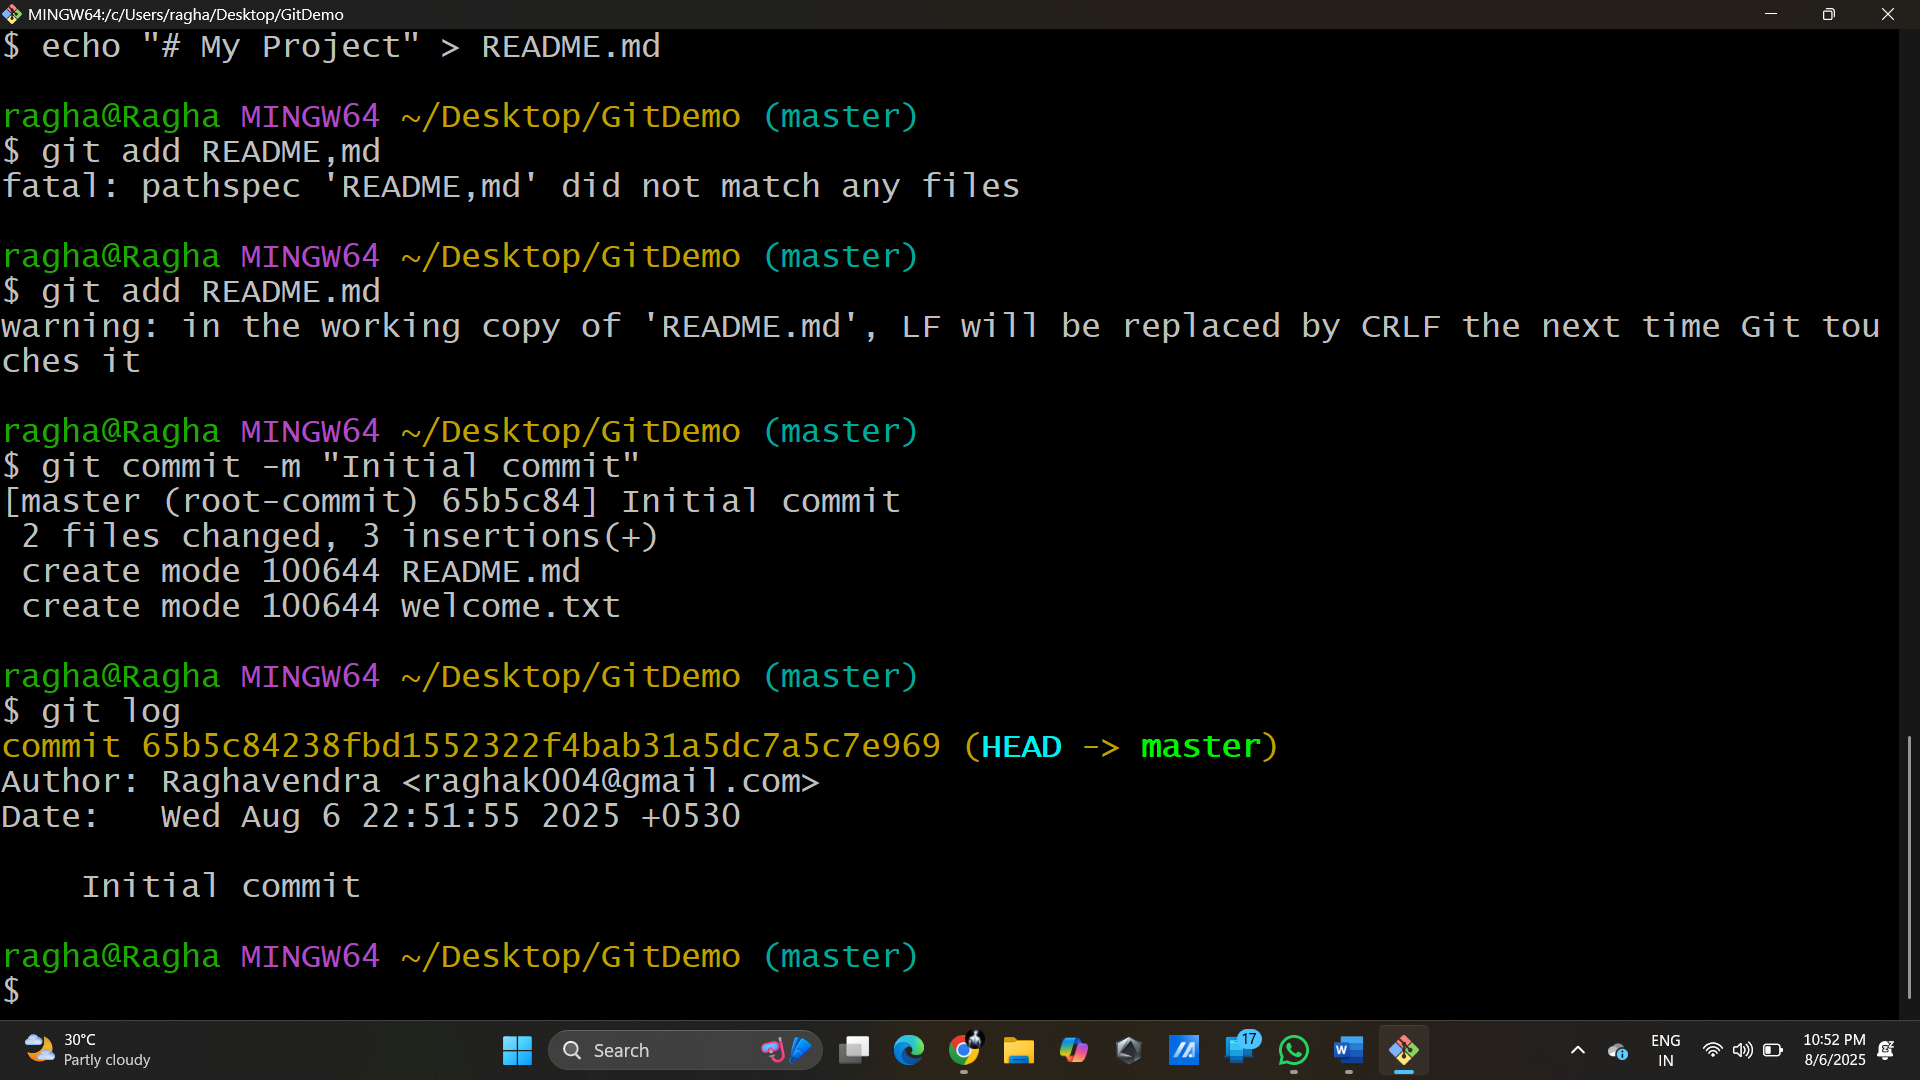 MINGW64:/c/Users/ragha/Desktop/GitDemo
$ echo "# My Project" > README.md
ragha@Ragha MINGW64 ~/Desktop/GitDemo (master)
$ git add README,md
fatal: pathspec 'README,md' did not match any files
ragha@Ragha MINGW64 ~/Desktop/GitDemo (master)
$ git add README.md
warning: in the working copy of 'README.md', LF will be replaced by CRLF the next time Git tou
ches it
ragha@Ragha MINGW64 ~/Desktop/GitDemo (master)
$ git commit -m "Initial commit"
[master (root-commit) 65b5c84] Initial commit
 2 files changed, 3 insertions(+)
 create mode 100644 README.md
 create mode 100644 welcome.txt
ragha@Ragha MINGW64 ~/Desktop/GitDemo (master)
$ git log
commit 65b5c84238fbd1552322f4bab31a5dc7a5c7e969 (HEAD -> master)
Author: Raghavendra <raghak004@gmail.com>
Date:   Wed Aug 6 22:51:55 2025 +0530
    Initial commit
ragha@Ragha MINGW64 ~/Desktop/GitDemo (master)
$
30°C
Partly cloudy
Search
17
W
ENG
IN
10:52 PM
8/6/2025